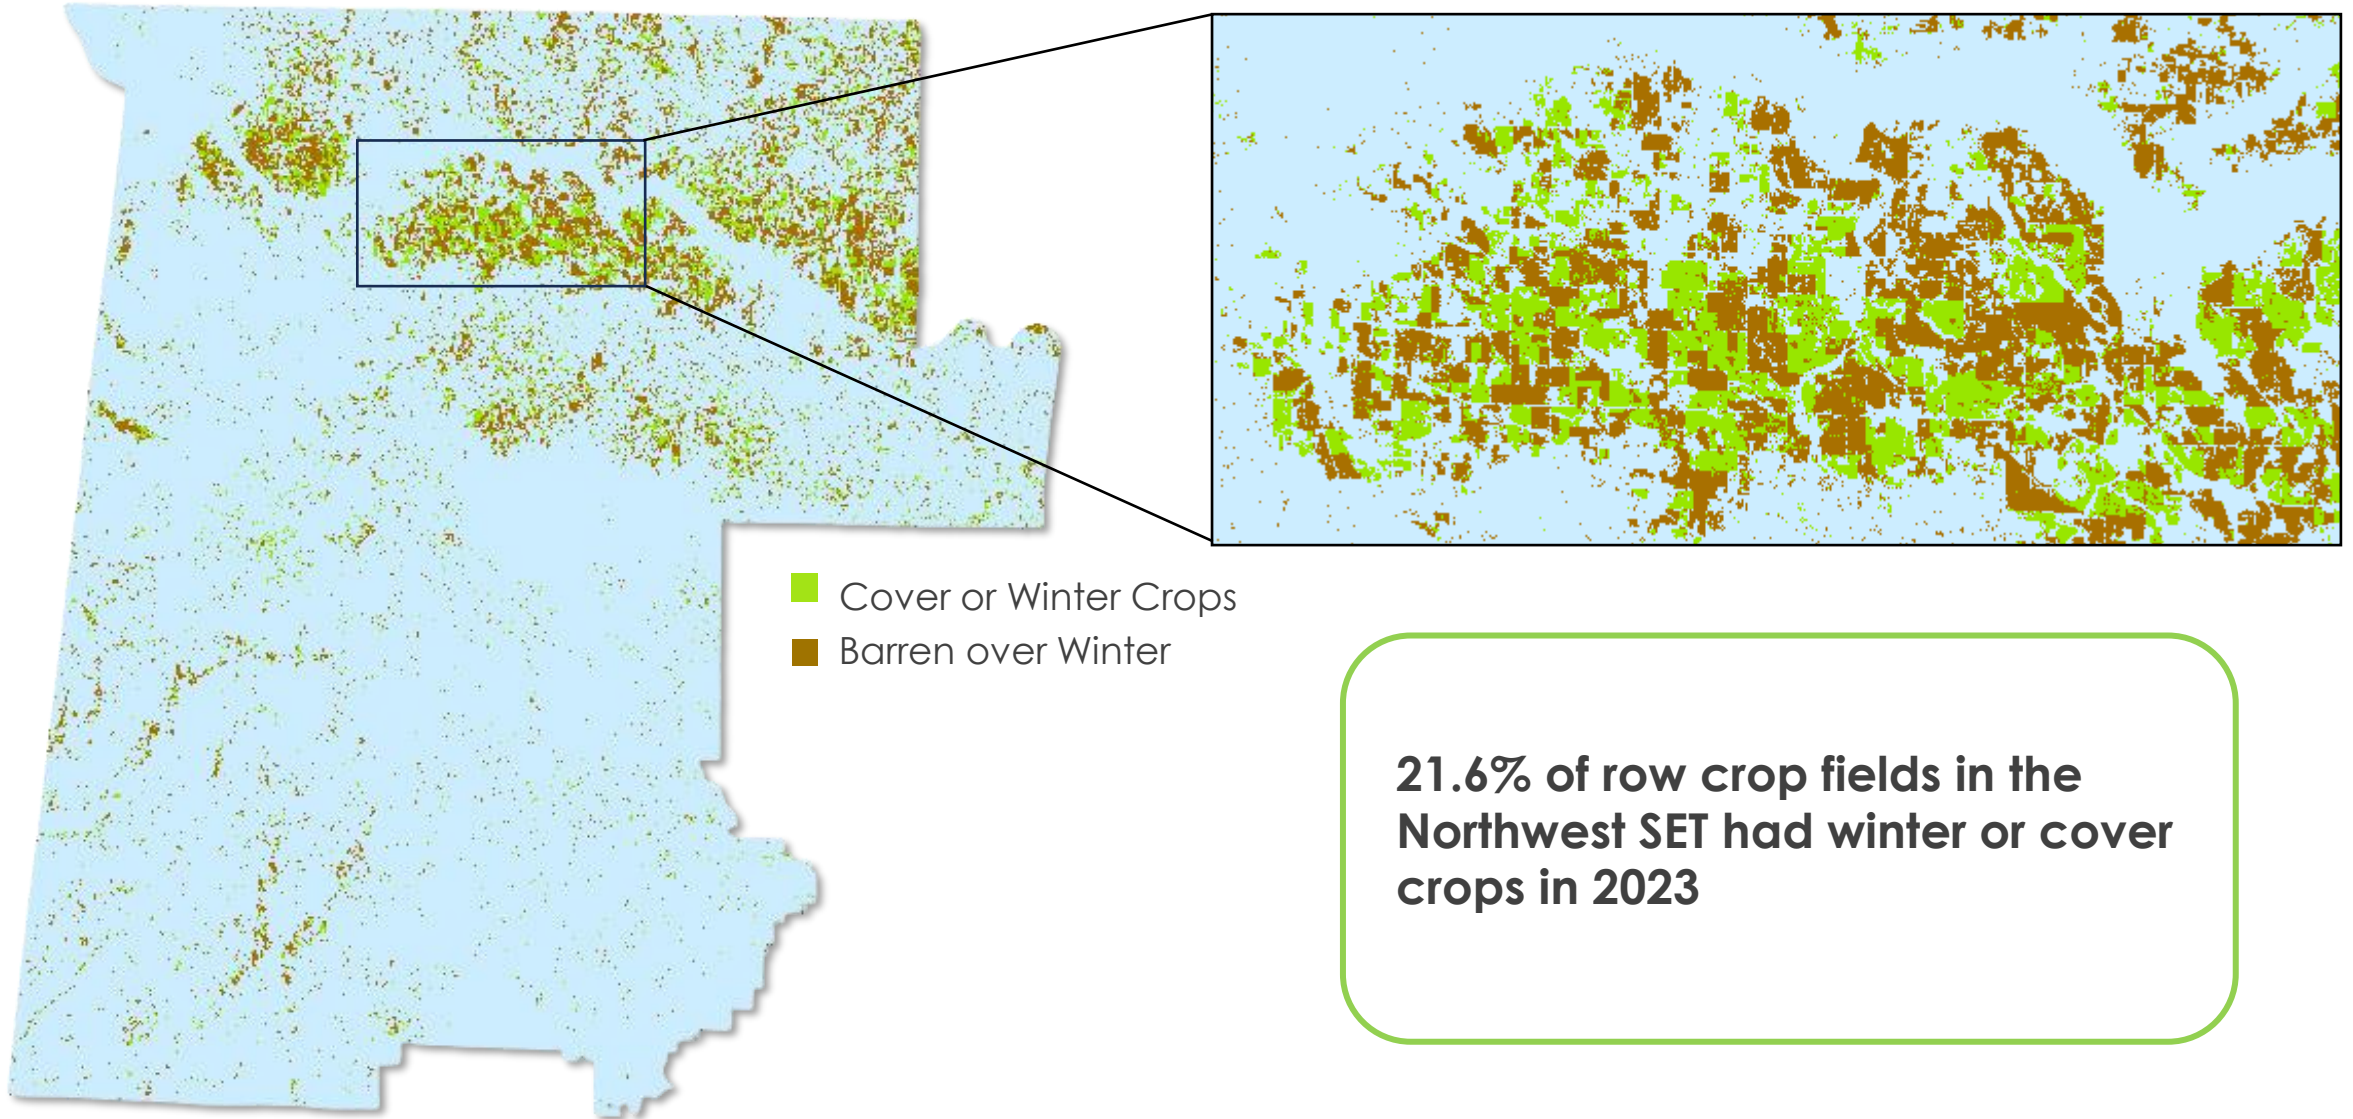 Cover or Winter Crops
Barren over Winter
21.6% of row crop fields in the
Northwest SET had winter or cover
crops in 2023